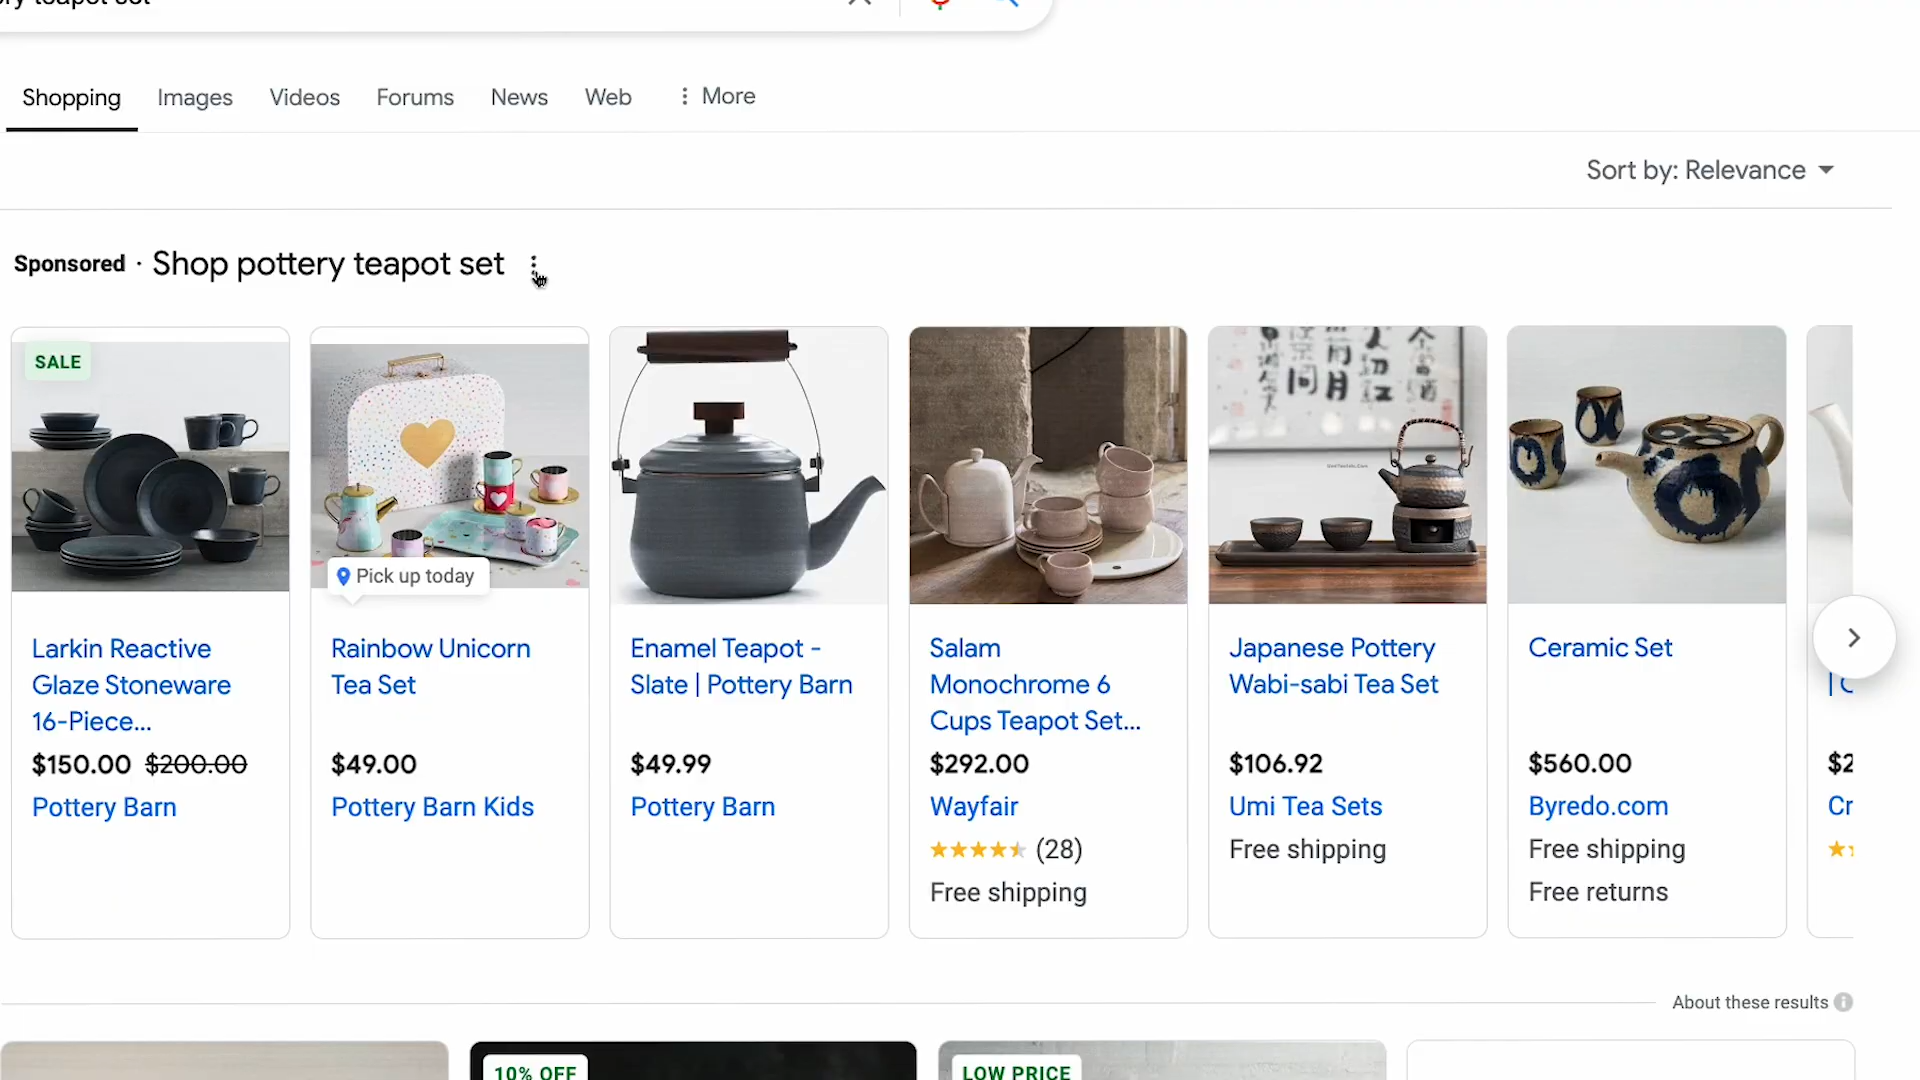 teapot set
Shopping
Images
Videos
Forums
News
Web
More
Sort by: Relevance
Sponsored · Shop pottery teapot set
SALE
Pick up today
Larkin Reactive
Glaze Stoneware
16-Piece...
$150.00 $200.00
Pottery Barn
Rainbow Unicorn
Tea Set
$49.00
Pottery Barn Kids
Enamel Teapot -
Slate | Pottery Barn
$49.99
Pottery Barn
Salam
Monochrome 6
Cups Teapot Set...
$292.00
Wayfair
(28)
Free shipping
Japanese Pottery
Wabi-sabi Tea Set
$106.92
Umi Tea Sets
Free shipping
Ceramic Set
$560.00
Byredo.com
Free shipping
Free returns
$2
Cr
About these results
10% OFF
LOW PRICE